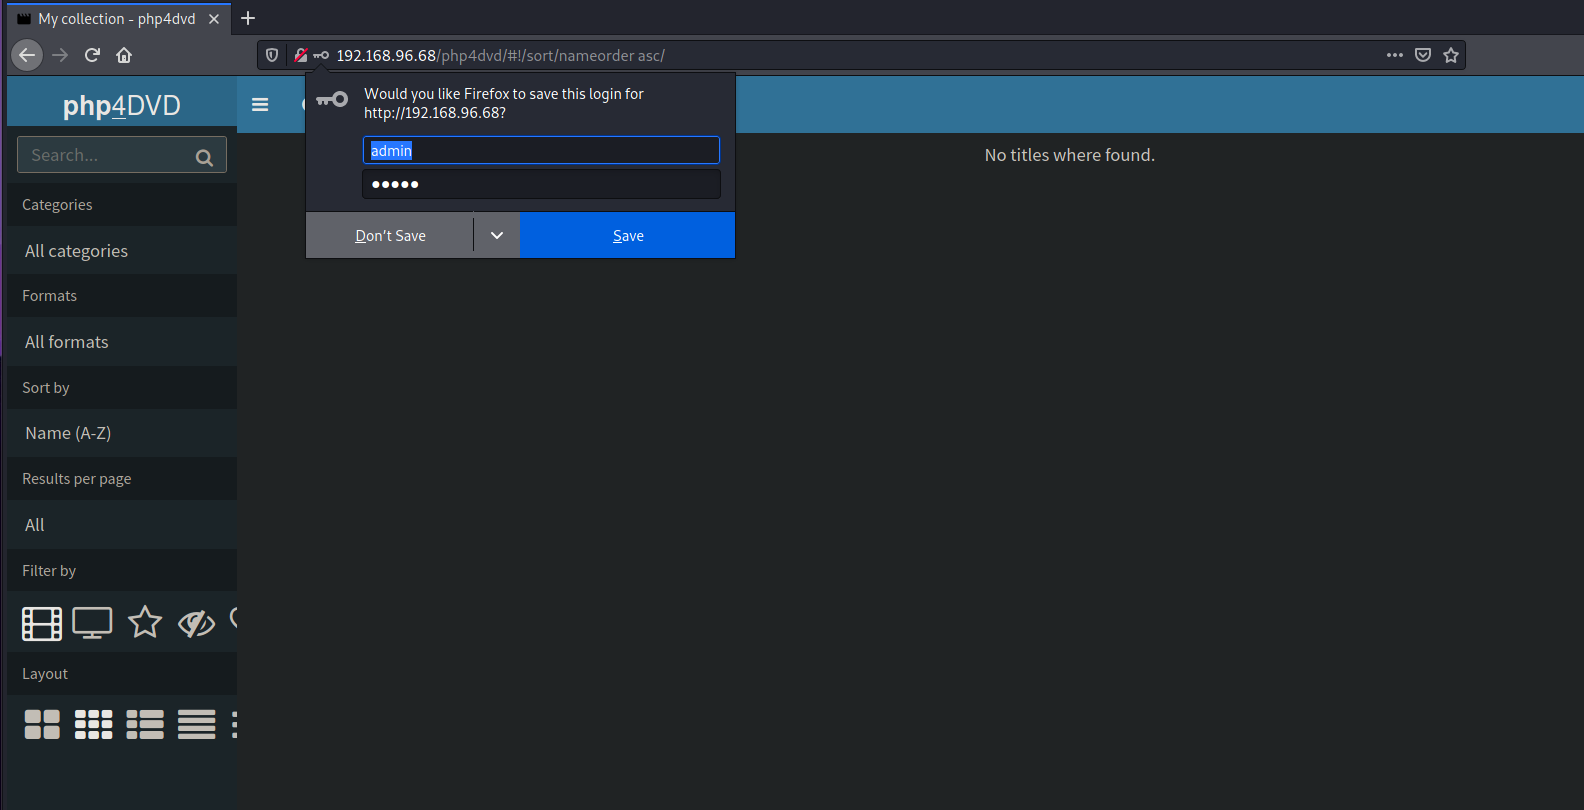 My collection - php4dvd
192.168.96.68/php4dvd/#!/sort/nameorder asc/
php4DVD
Would you like Firefox to save this login for
http://192.168.96.68?
admin
●●●●●
Don't Save
Save
Search...
No titles where found.
Categories
All categories
Formats
All formats
Sort by
Name (A-Z)
Results per page
All
Filter by
Layout